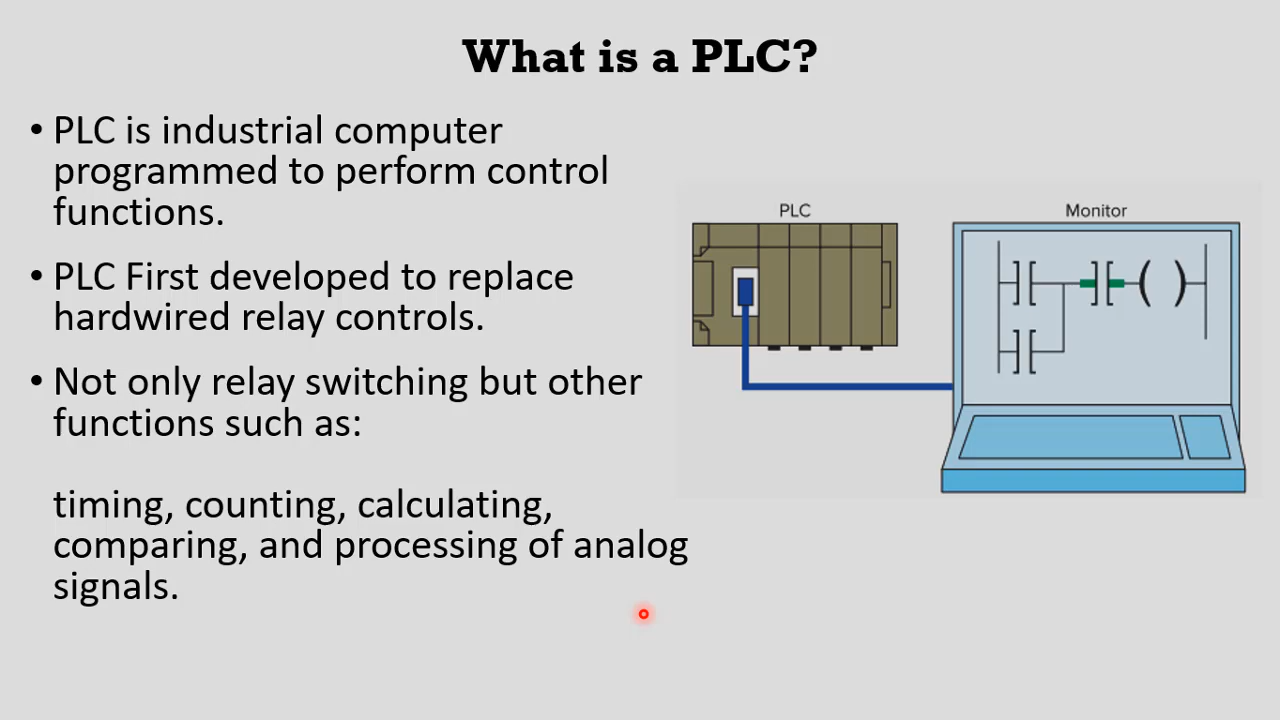 What is a PLC?
• PLC is industrial computer
programmed to perform control
functions.
• PLC First developed to replace
hardwired relay controls.
• Not only relay switching but other
functions such as:
timing, counting, calculating,
comparing, and processing of analog
signals.
PLC
Monitor